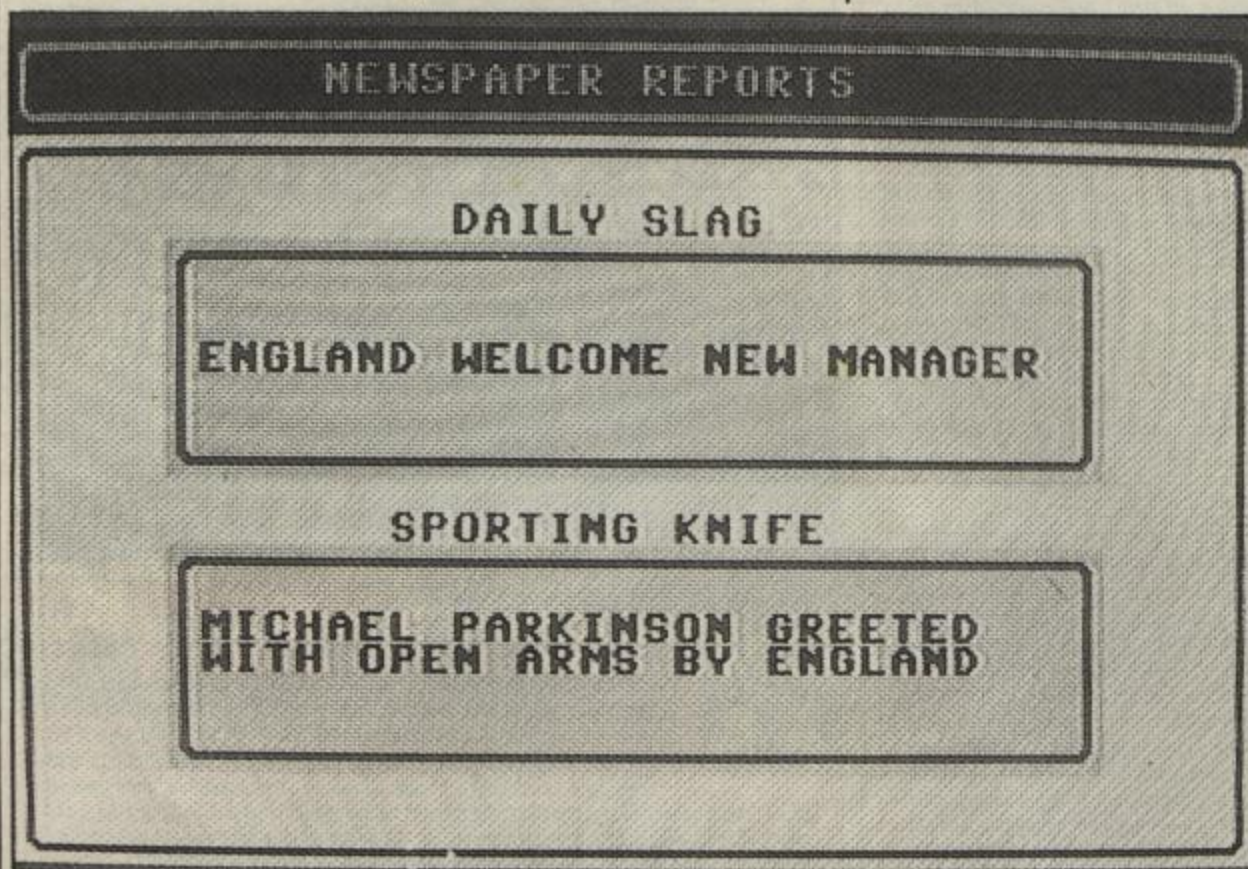 NEWSPAPER REPORTS
DAILY SLAG
ENGLAND WELCOME NEW MANAGER
SPORTING KNIFE
MICHAEL PARKINSON GREETED
WITH OPEN ARMS BY ENGLAND